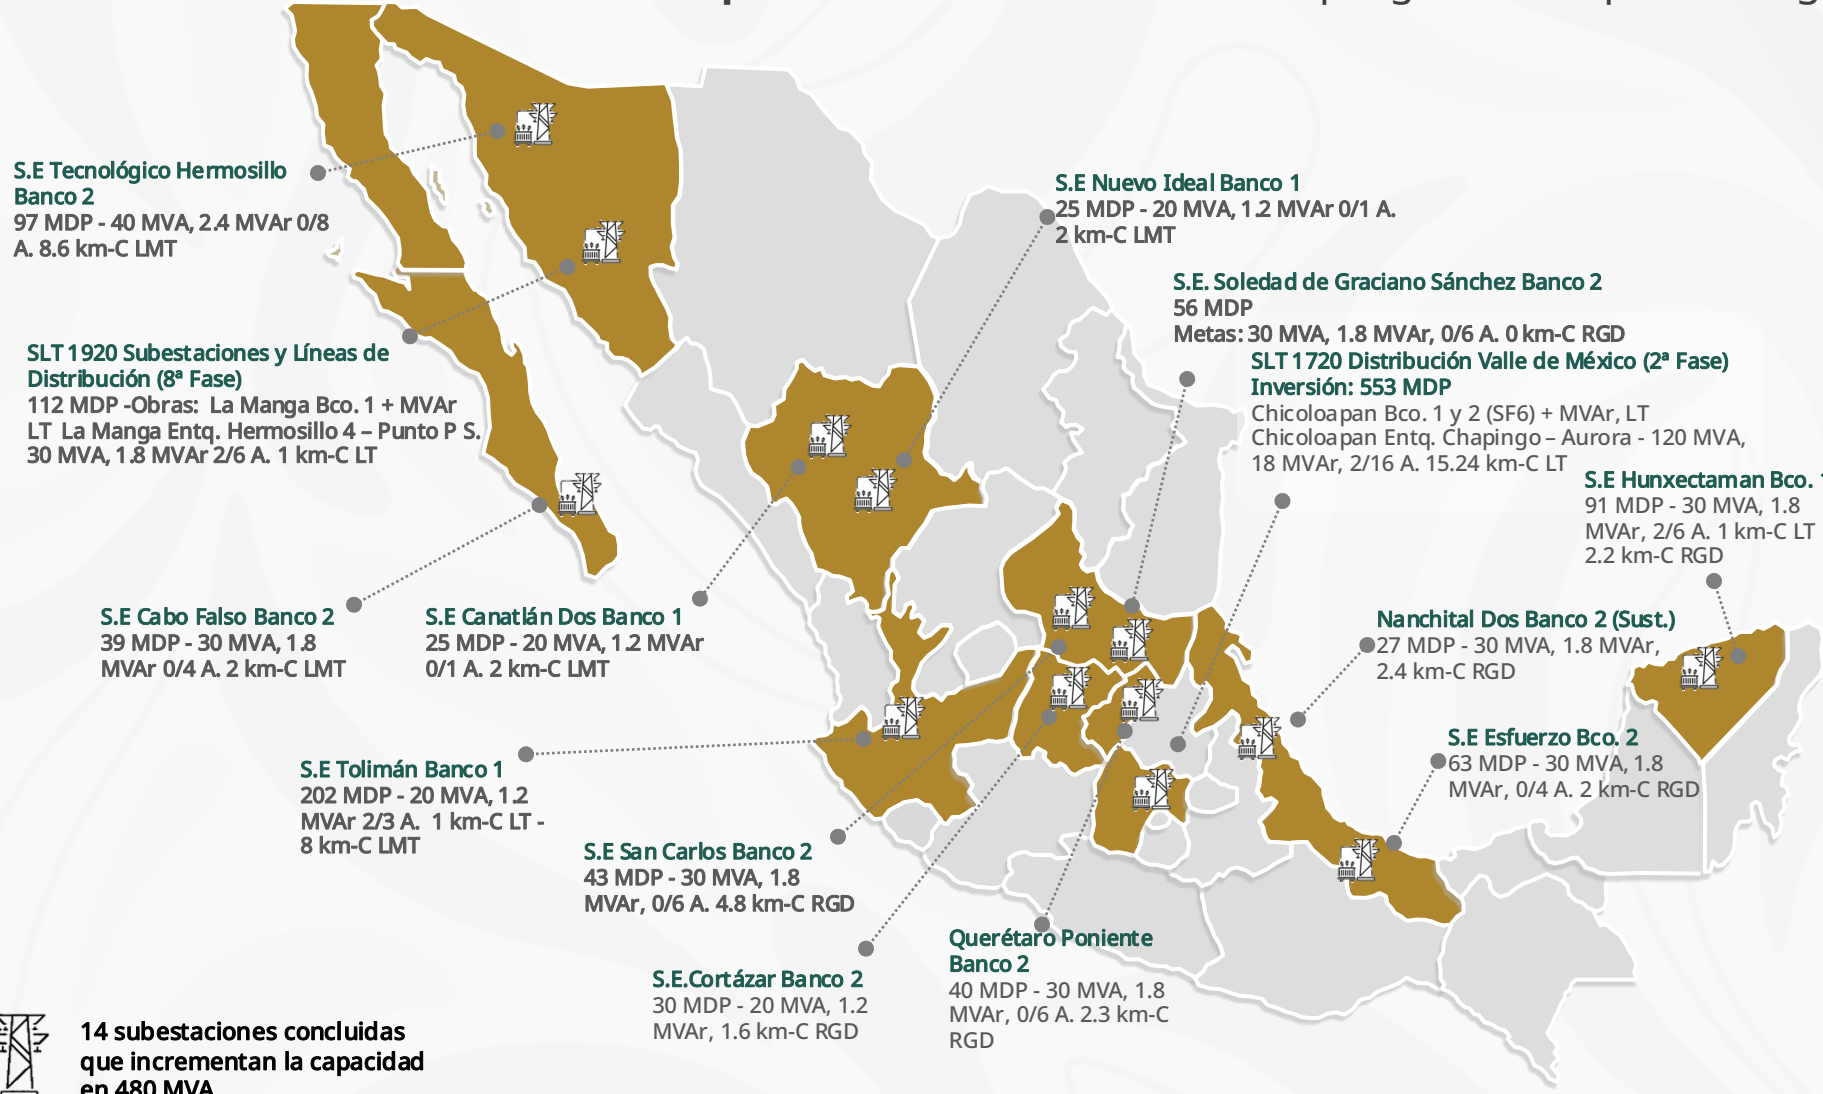 S.E Tecnológico Hermosillo
Banco 2
97 MDP - 40 MVA, 2.4 MVAr 0/8
A. 8.6 km-C LMT
SLT 1920 Subestaciones y Líneas de
Distribución (8ª Fase)
112 MDP -Obras: La Manga Bco. 1 + MVAr
LT La Manga Entq. Hermosillo 4 – Punto P S.
30 MVA, 1.8 MVAr 2/6 A. 1 km-C LT
S.E Nuevo Ideal Banco 1
25 MDP - 20 MVA, 1.2 MVAr 0/1 A.
2 km-C LMT
S.E. Soledad de Graciano Sánchez Banco 2
56 MDP
Metas: 30 MVA, 1.8 MVAr, 0/6 A. 0 km-C RGD
SLT 1720 Distribución Valle de México (2ª Fase)
Inversión: 553 MDP
Chicoloapan Bco. 1 y 2 (SF6) + MVAr, LT
Chicoloapan Entq. Chapingo – Aurora - 120 MVA,
18 MVAr, 2/16 A. 15.24 km-C LT
S.E Hunxectaman Bco.
91 MDP - 30 MVA, 1.8
MVAr, 2/6 A. 1 km-C LT
2.2 km-C RGD
S.E Cabo Falso Banco 2
39 MDP - 30 MVA, 1.8
MVAr 0/4 A. 2 km-C LMT
S.E Canatlán Dos Banco 1
25 MDP - 20 MVA, 1.2 MVAr
0/1 A. 2 km-C LMT
Nanchital Dos Banco 2 (Sust.)
27 MDP - 30 MVA, 1.8 MVAr,
2.4 km-C RGD
S.E Esfuerzo Bco. 2
63 MDP - 30 MVA, 1.8
MVAr, 0/4 A. 2 km-C RGD
S.E Tolimán Banco 1
202 MDP - 20 MVA, 1.2
MVAr 2/3 A. 1 km-C LT -
8 km-C LMT
S.E San Carlos Banco 2
43 MDP - 30 MVA, 1.8
MVAr, 0/6 A. 4.8 km-C RGD
S.E.Cortázar Banco 2
30 MDP - 20 MVA, 1.2
MVAr, 1.6 km-C RGD
Querétaro Poniente
Banco 2
40 MDP - 30 MVA, 1.8
MVAr, 0/6 A. 2.3 km-C
RGD
14 subestaciones concluidas
que incrementan la capacidad
en 480 MVA